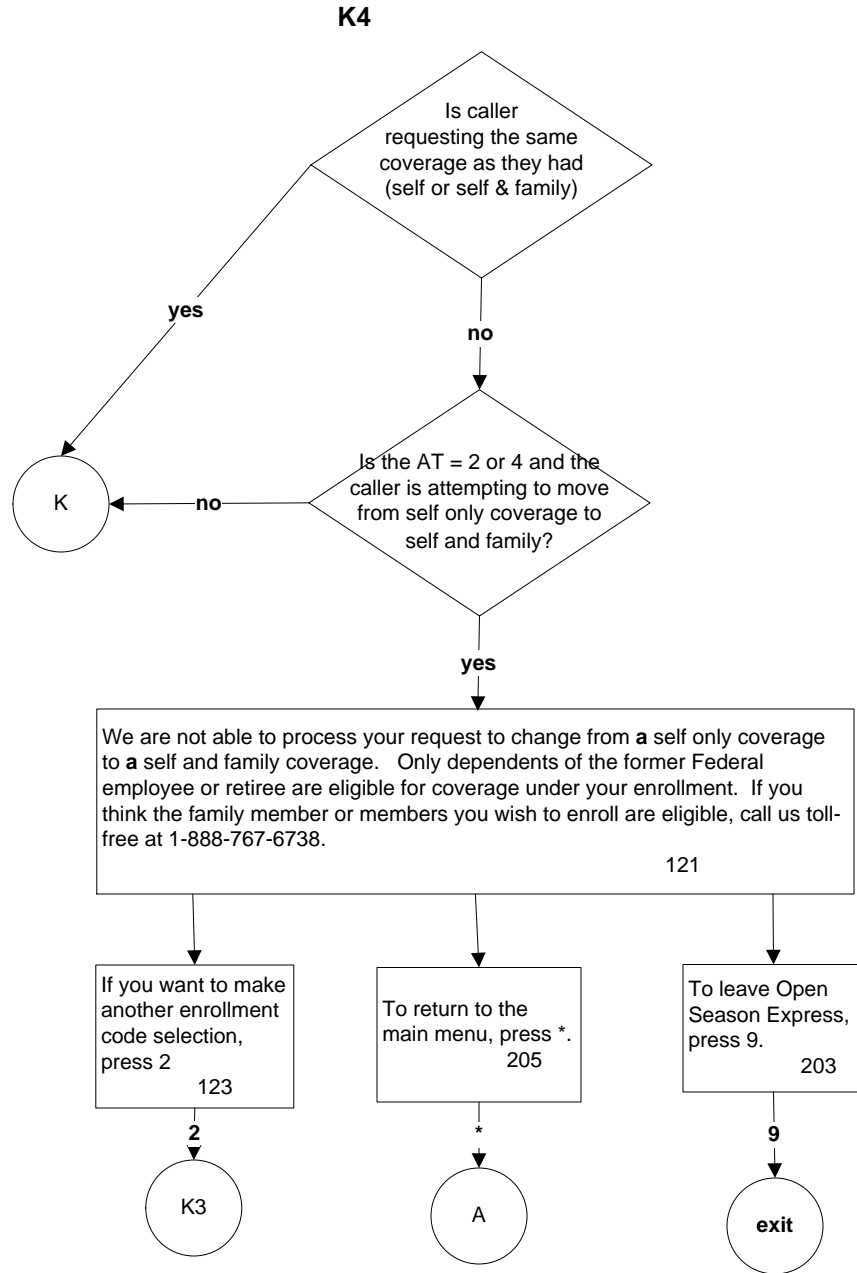 K4
Is caller
requesting the same
coverage as they had
(self or self & family)
yes
no
Is the AT = 2 or 4 and the
caller is attempting to move
from self only coverage to
self and family?
K
no
yes
We are not able to process your request to change from a self only coverage
to a self and family coverage.   Only dependents of the former Federal
employee or retiree are eligible for coverage under your enrollment.  If you
think the family member or members you wish to enroll are eligible, call us toll-
free at 1-888-767-6738.
121
If you want to make
another enrollment
code selection,
press 2
123
To return to the
main menu, press *.
205
To leave Open
Season Express,
press 9.
203
2
*
9
K3
A
exit